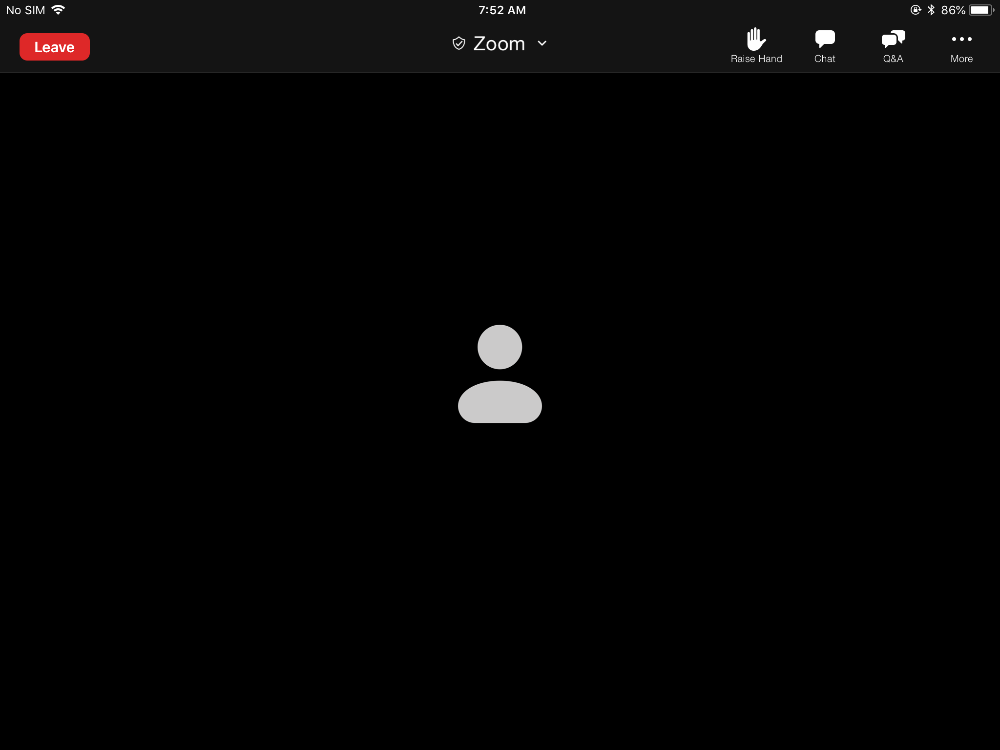 No SIM 7:52 AM 86%
Leave Zoom
Raise Hand Chat Q&A More